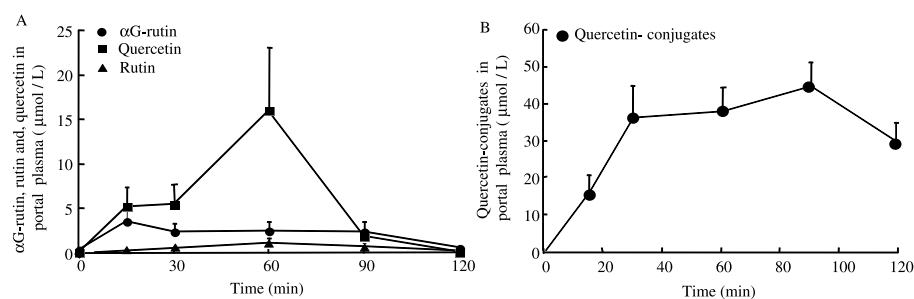 A
αG-rutin
Quercetin
Rutin
αG-rutin, rutin and, quercetin in
portal plasma ( μmol / L)
25
20
15
10
5
0
0 30 60 90 120
Time (min)
B
Quercetin- conjugates
Quercetin-conjugates in
portal plasma ( μmol / L)
60
50
40
30
20
10
0
0 20 40 60 80 100 120
Time (min)